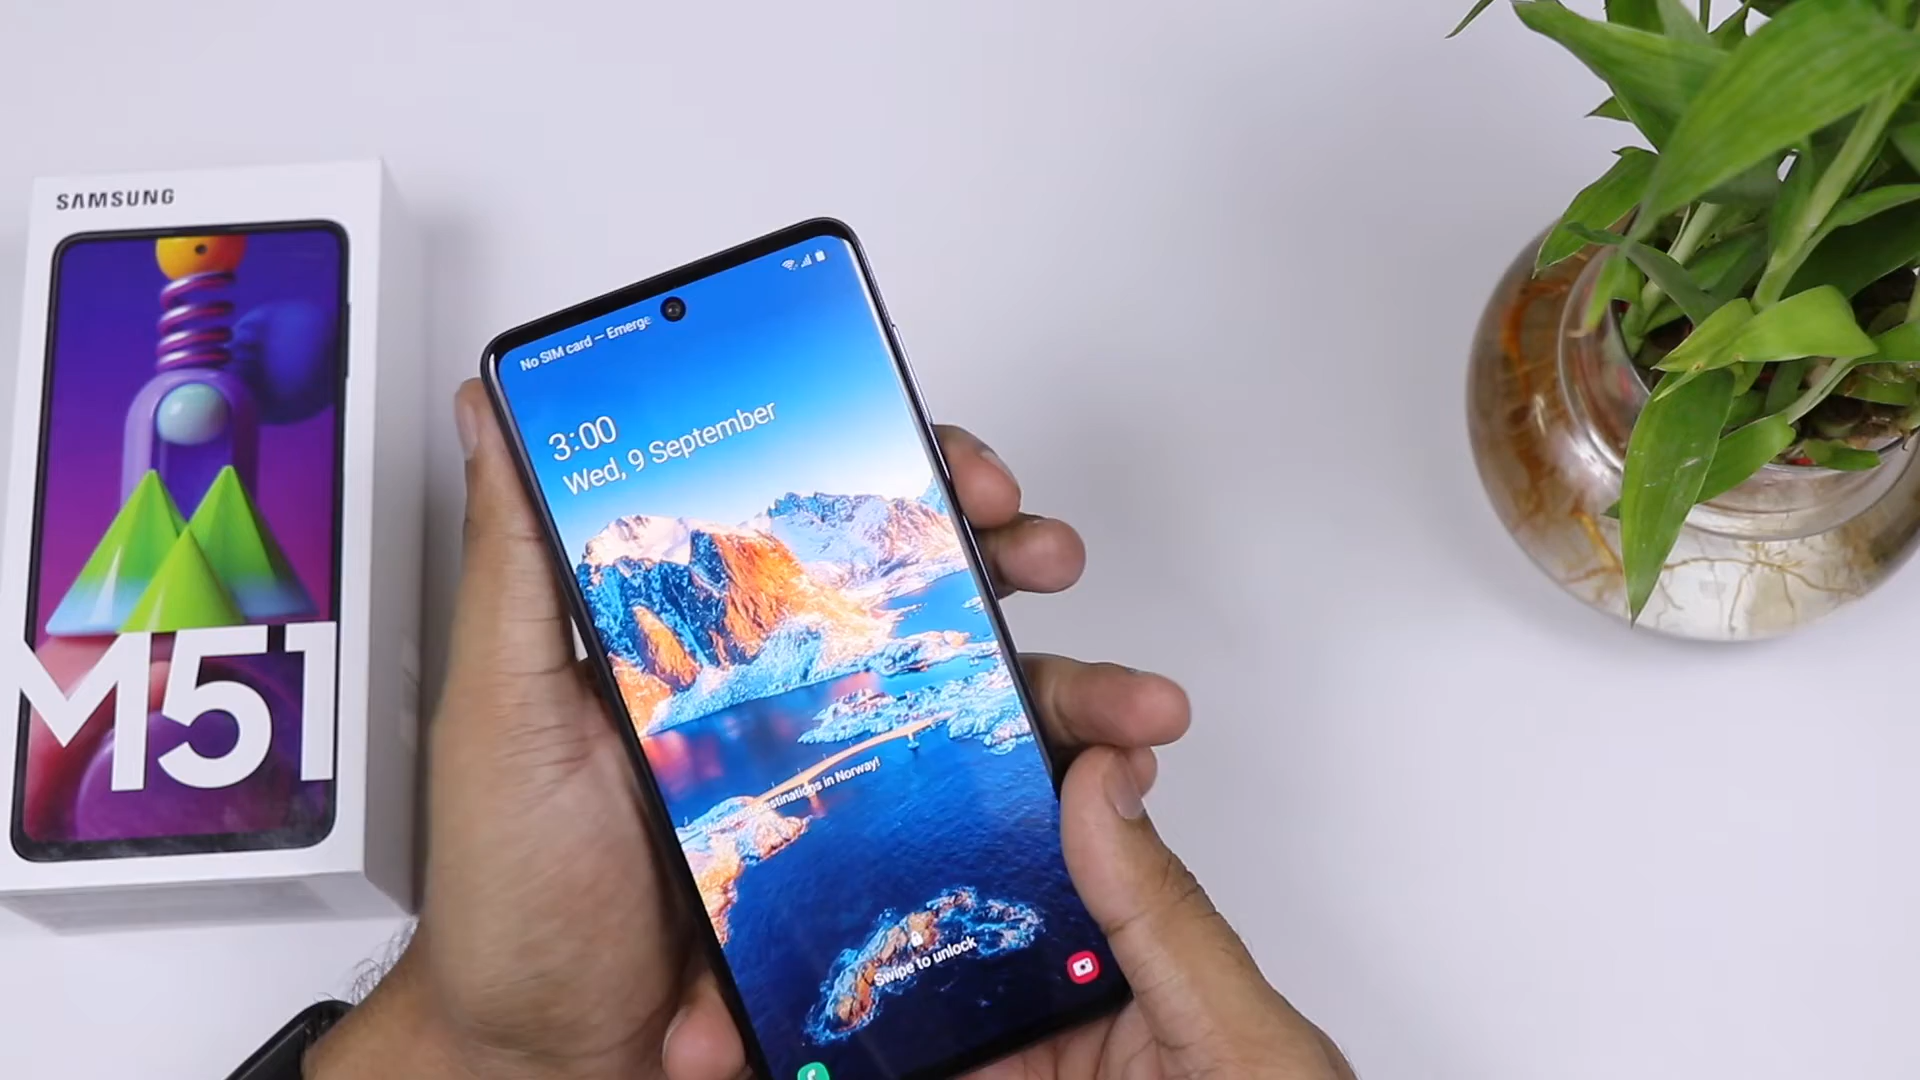 SAMSUNG
M51
No SIM card – Emerge
3:00
Wed, 9 September
destinations in Norway!
Swipe to unlock